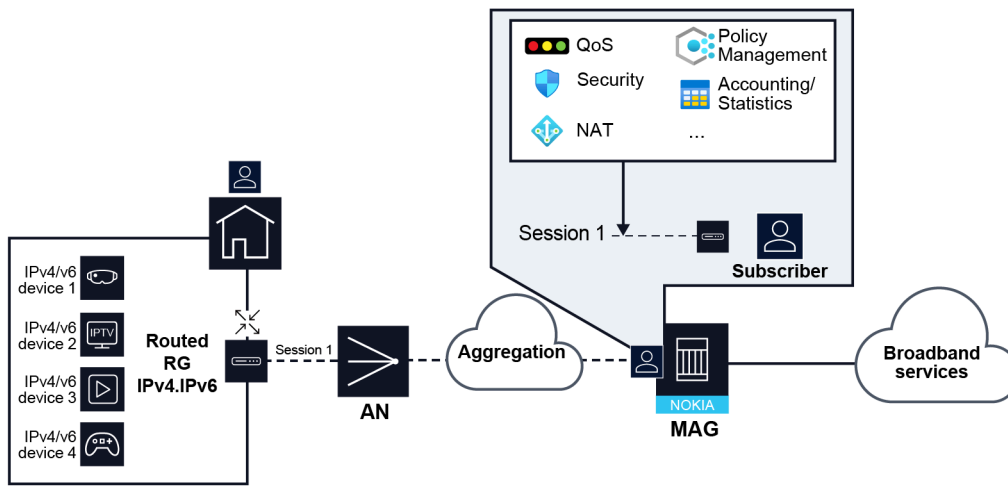 QoS
Policy
Management
Security
Accounting/
Statistics
NAT
...
Session 1
Subscriber
IPv4/v6
device 1
IPv4/v6
device 2
IPTV
IPv4/v6
device 3
IPv4/v6
device 4
Routed
RG
IPv4.IPv6
Session 1
AN
Aggregation
NOKIA
MAG
Broadband
services